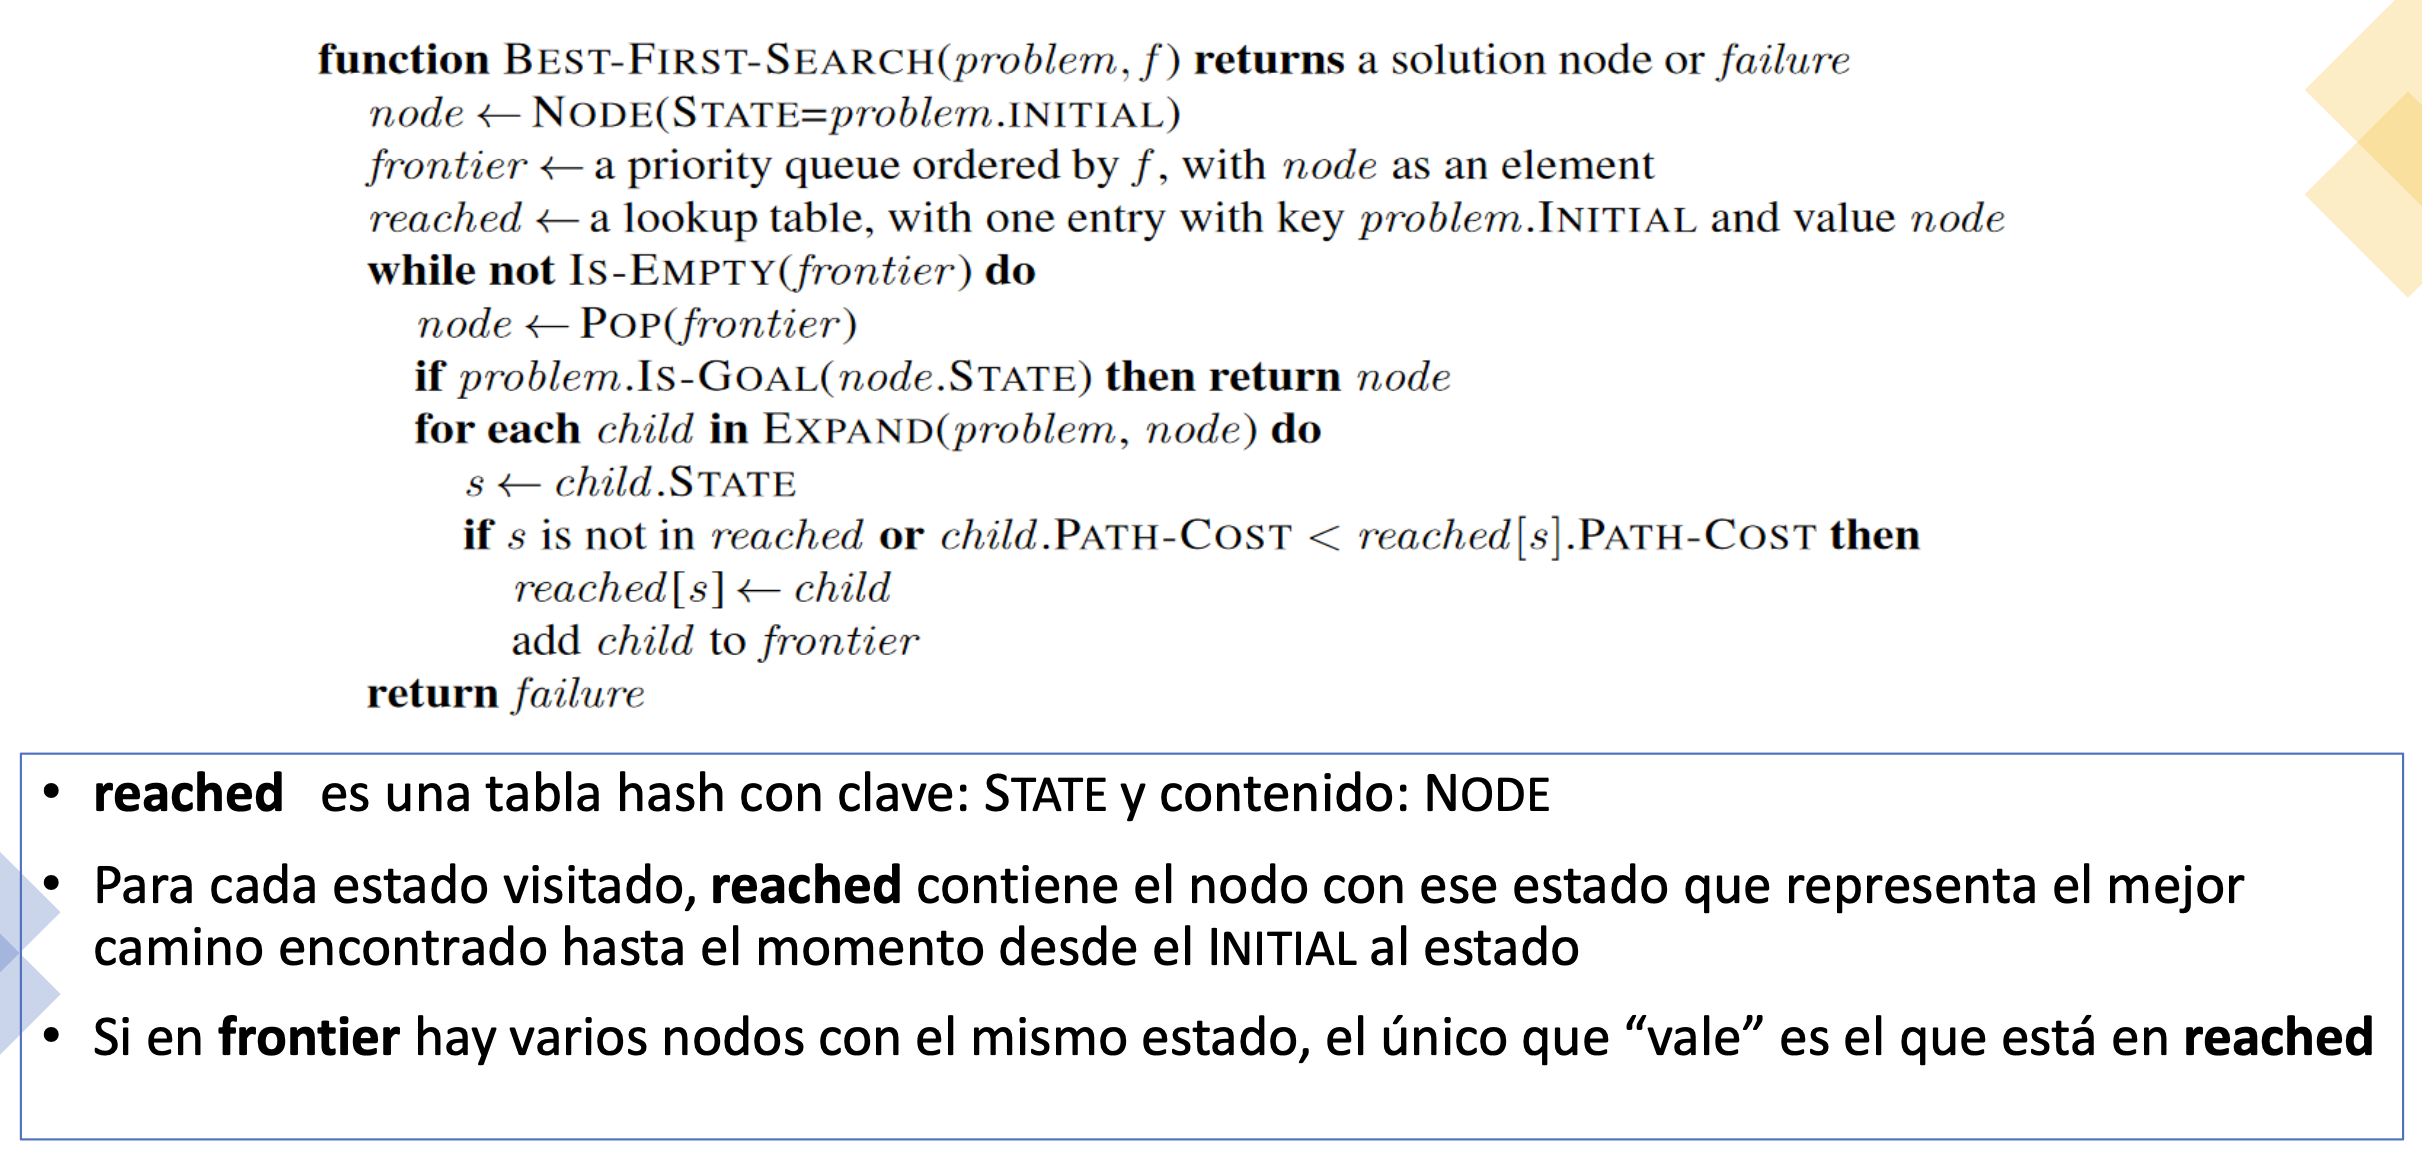 function BEST-FIRST-SEARCH(problem, f) returns a solution node or failure
node ← NODE(STATE=problem.INITIAL)
frontier ← a priority queue ordered by f, with node as an element
reached ← a lookup table, with one entry with key problem.INITIAL and value node
while not IS-EMPTY(frontier) do
node ← POP(frontier)
if problem.IS-GOAL(node.STATE) then return node
for each child in EXPAND(problem, node) do
s ← child.STATE
if s is not in reached or child.PATH-COST < reached[s].PATH-COST then
reached[s] ← child
add child to frontier
return failure
• reached es una tabla hash con clave: STATE y contenido: NODE
• Para cada estado visitado, reached contiene el nodo con ese estado que representa el mejor
camino encontrado hasta el momento desde el INITIAL al estado
• Si en frontier hay varios nodos con el mismo estado, el único que “vale” es el que está en reached